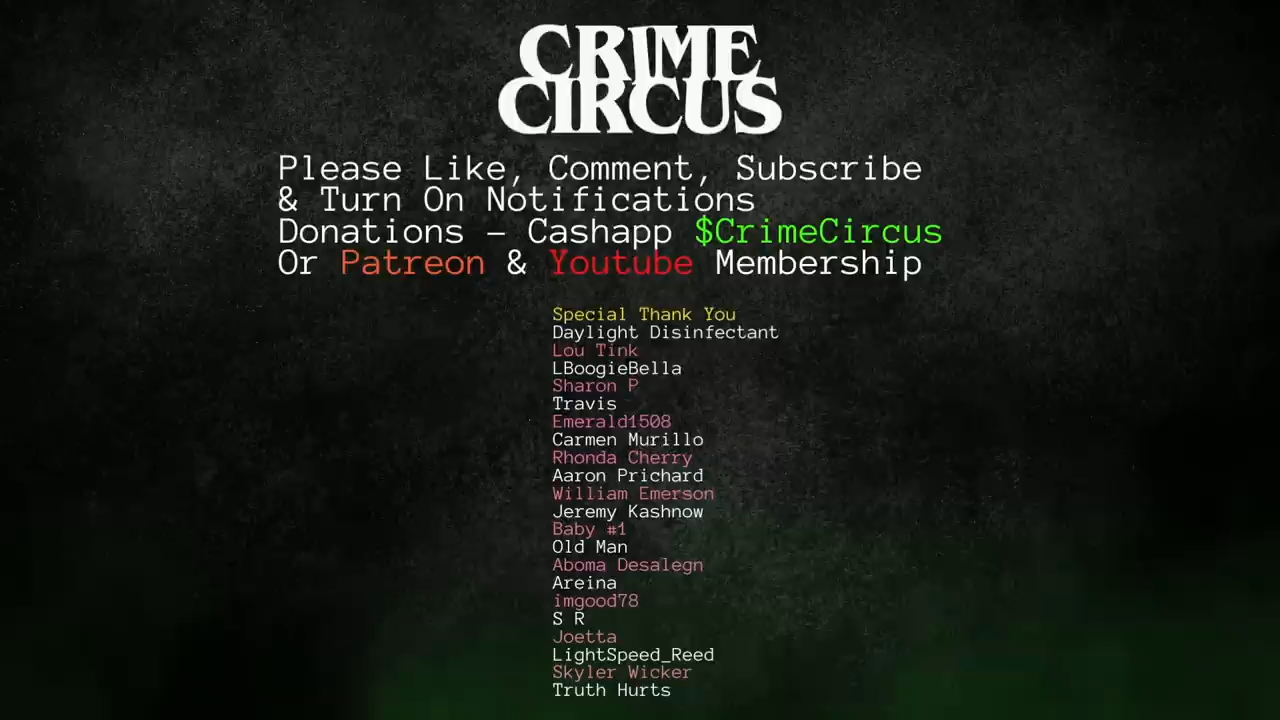 CRIME
CIRCUS
Please Like, Comment, Subscribe
& Turn On Notifications
Donations - Cashapp $CrimeCircus
Or Patreon & Youtube Membership
Special Thank You
Daylight Disinfectant
Lou Tink
LBoogieBella
Sharon P
Travis
Emerald1508
Carmen Murillo
Rhonda Cherry
Aaron Prichard
William Emerson
Jeremy Kashnow
Baby #1
Old Man
Aboma Desalegn
Areina
imgood78
S R
Joetta
LightSpeed_Reed
Skyler Wicker
Truth Hurts